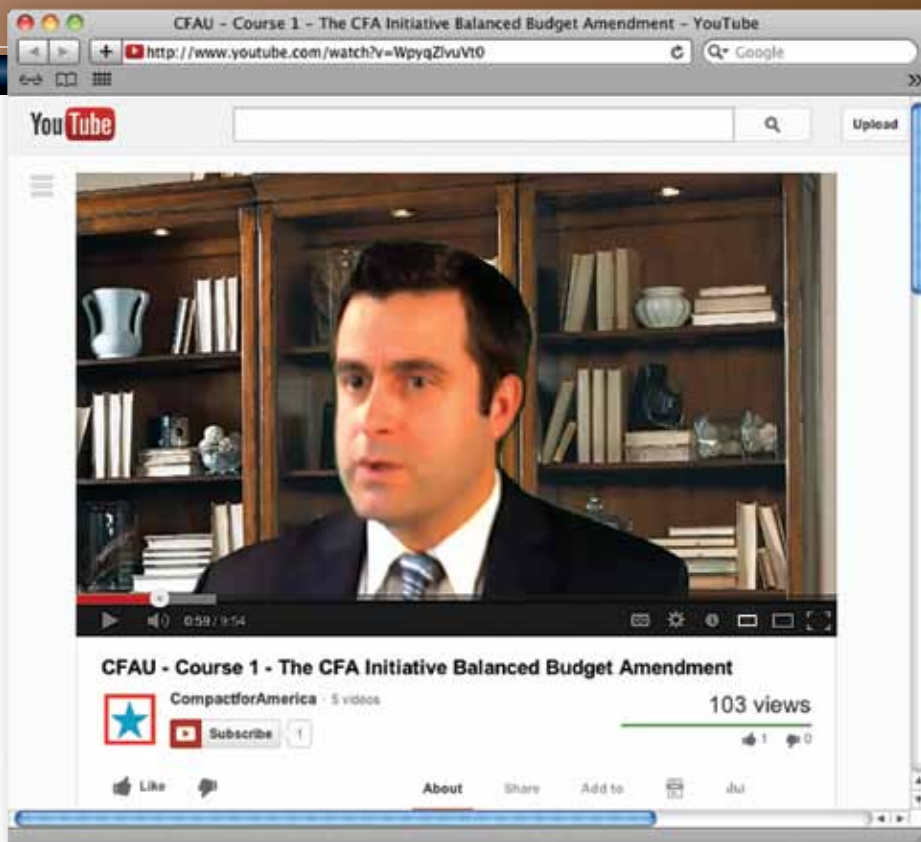 CFAU - Course 1 - The CFA Initiative Balanced Budget Amendment - YouTube
http://www.youtube.com/watch?v=WpyqZlvuVt0
Google
YouTube
Upload
0:59 / 9:54
CFAU - Course 1 - The CFA Initiative Balanced Budget Amendment
CompactforAmerica · 5 videos
103 views
Subscribe 1
1 0
Like
About Share Add to